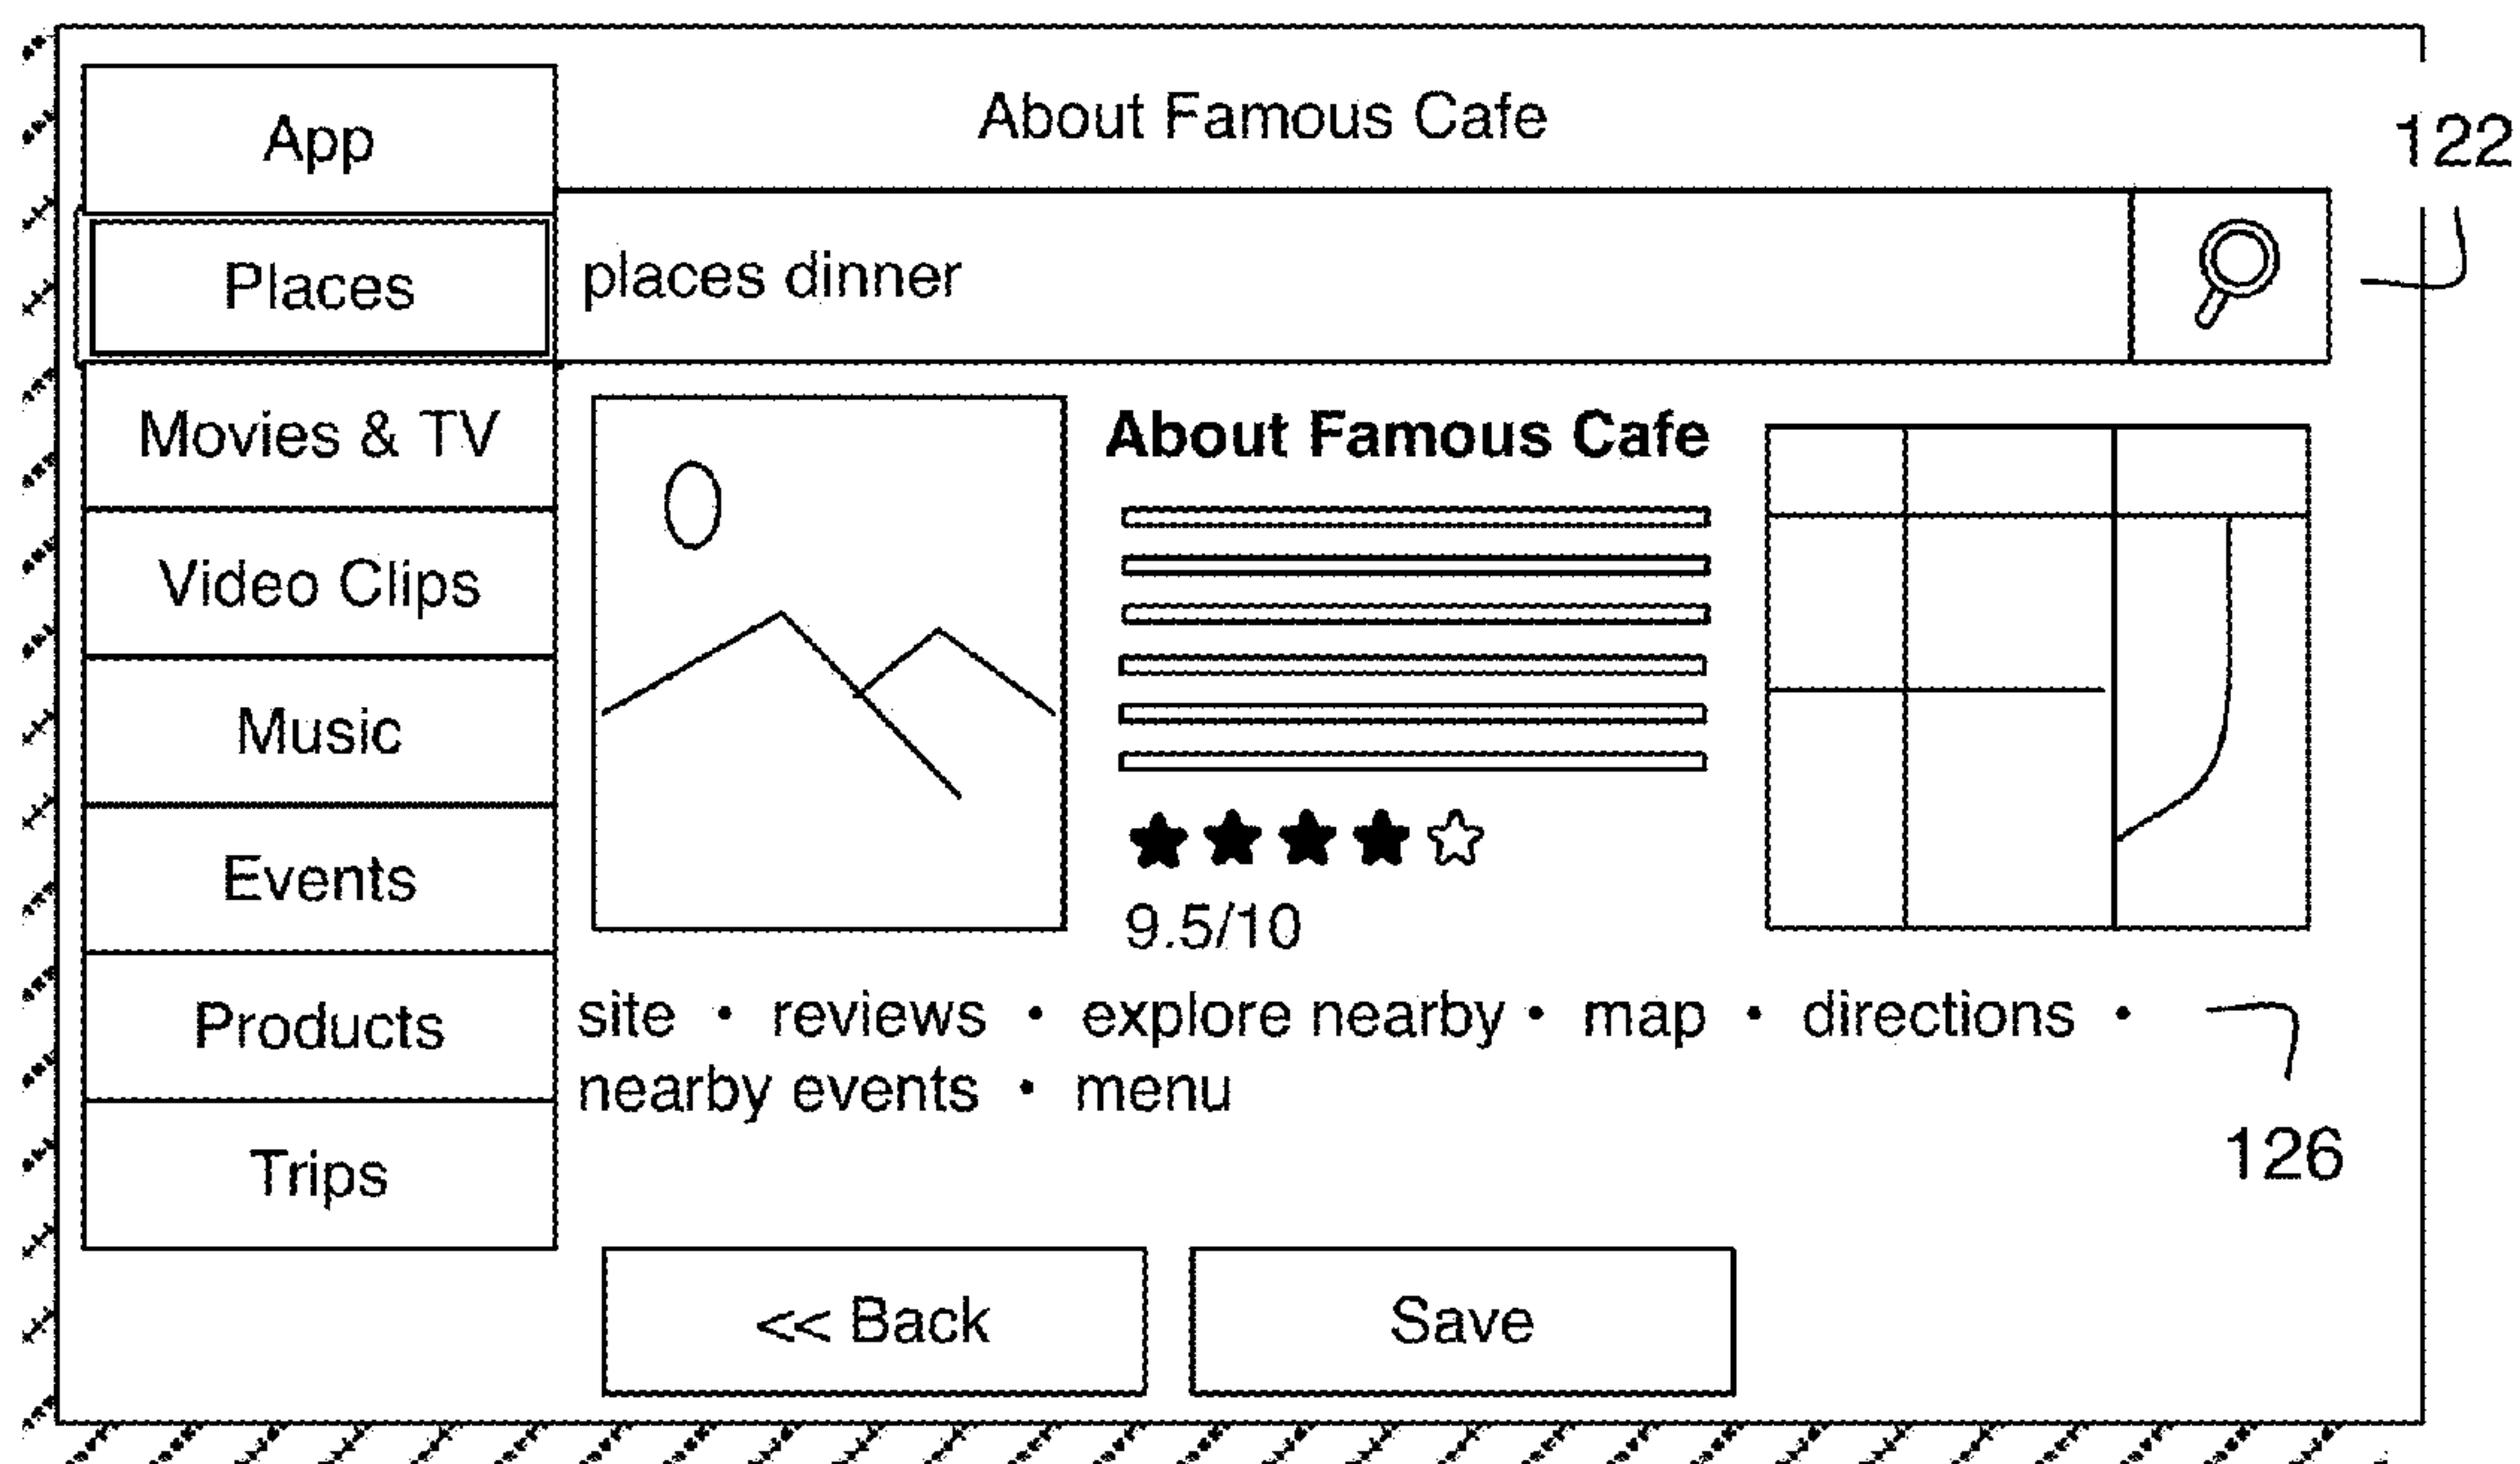 App
About Famous Cafe
122
Places
places dinner
Movies & TV
Video Clips
Music
Events
Products
Trips
About Famous Cafe
9.5/10
site • reviews • explore nearby • map • directions •
nearby events • menu
126
<< Back
Save